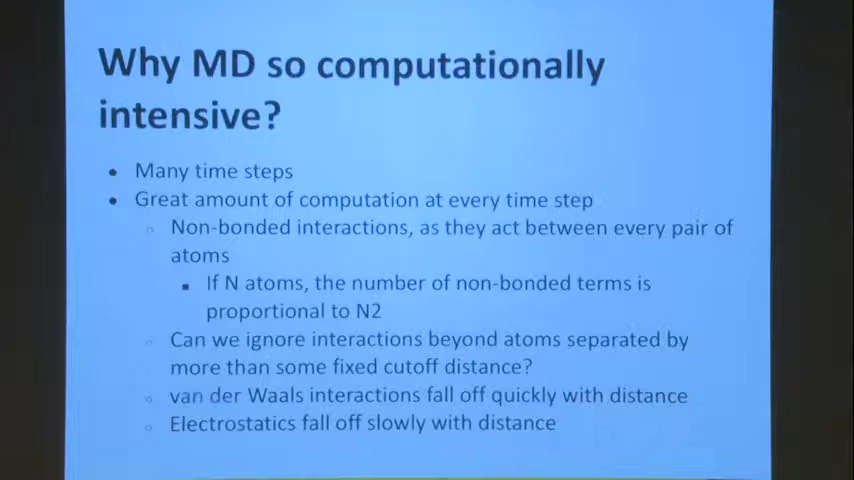 Why MD so computationally
intensive?
• Many time steps
• Great amount of computation at every time step
○ Non-bonded interactions, as they act between every pair of
atoms
■ If N atoms, the number of non-bonded terms is
proportional to N2
○ Can we ignore interactions beyond atoms separated by
more than some fixed cutoff distance?
○ van der Waals interactions fall off quickly with distance
○ Electrostatics fall off slowly with distance